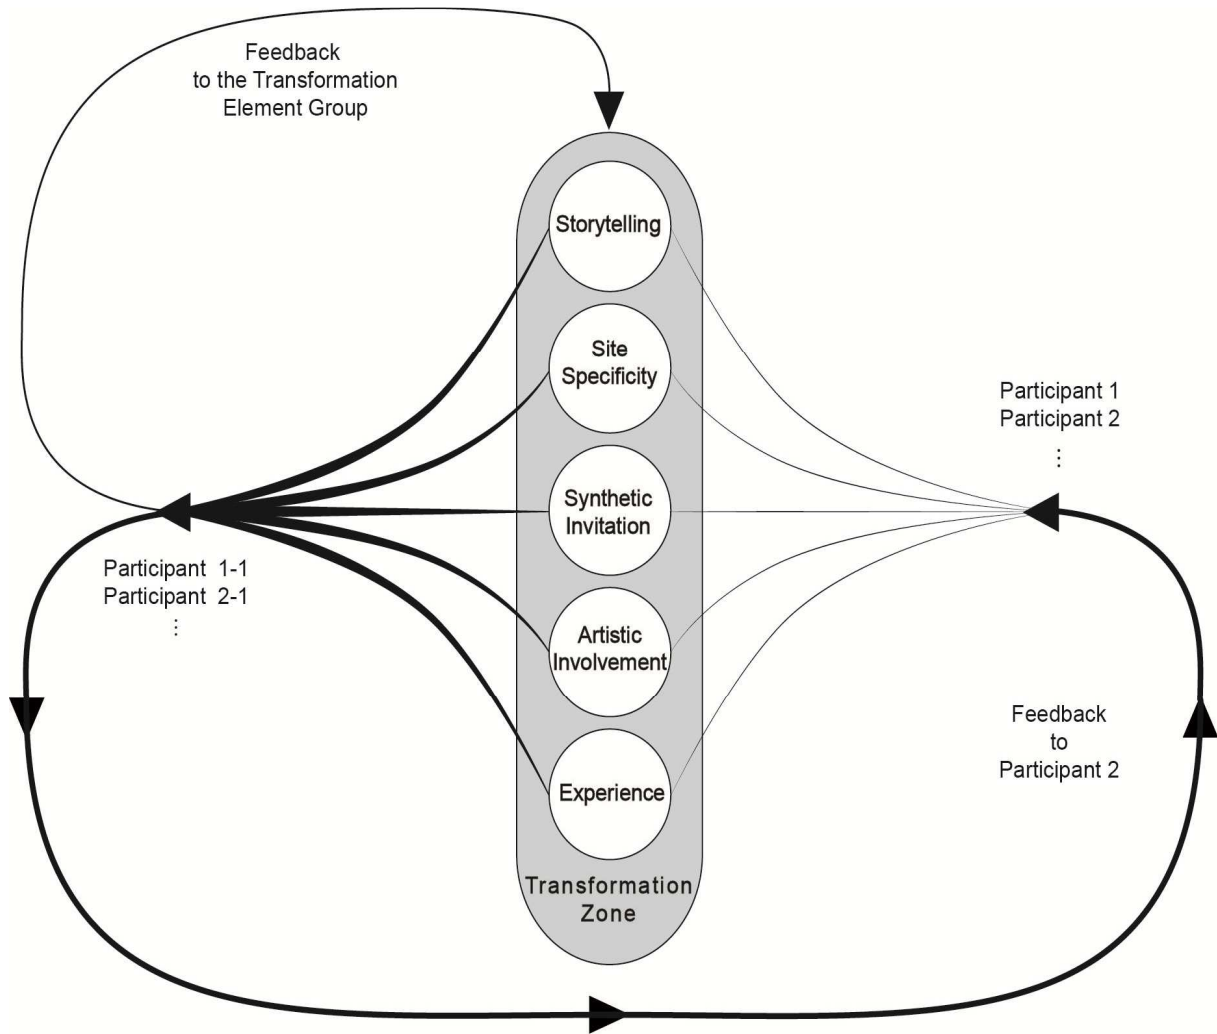 Feedback
to the Transformation
Element Group
Storytelling
Site
Specificity
Synthetic
Invitation
Artistic
Involvement
Experience
Transformation
Zone
Participant 1
Participant 2
⋮
Participant 1-1
Participant 2-1
⋮
Feedback
to
Participant 2